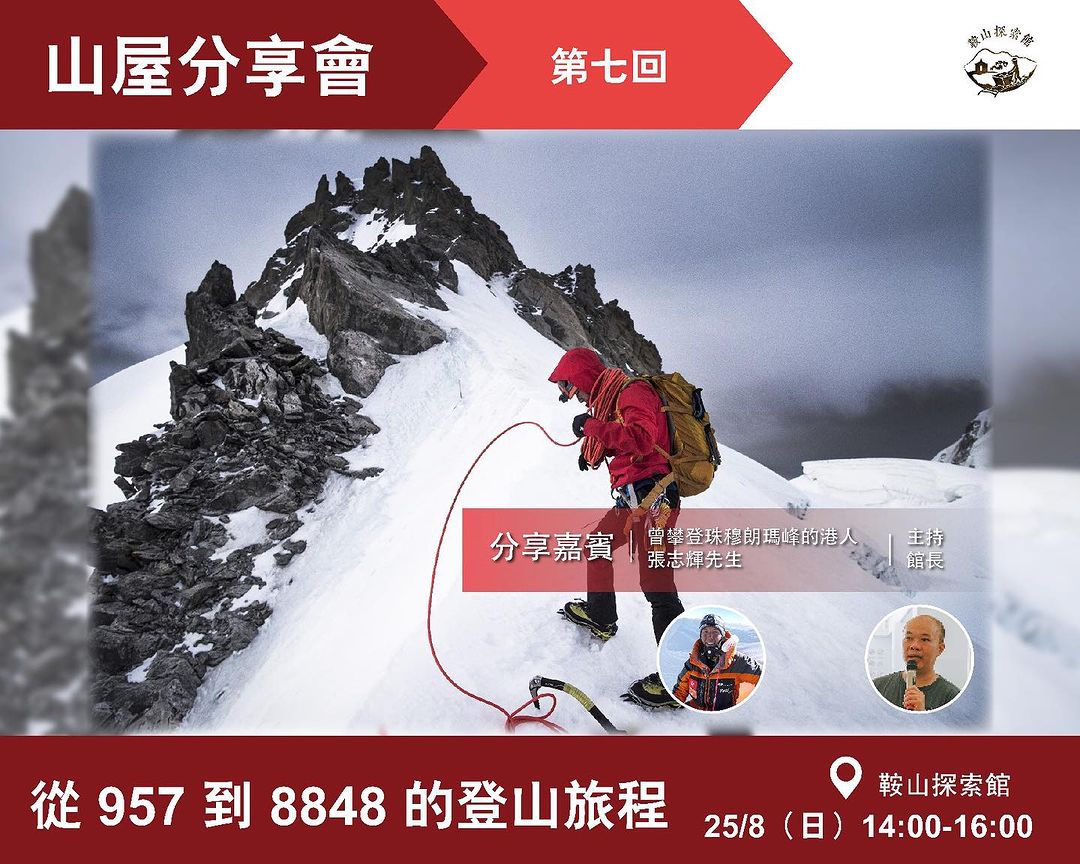 山屋分享會
第七回
鞍山探索館
分享嘉賓
曾攀登珠穆朗瑪峰的港人
張志輝先生
主持
館長
從 957 到 8848 的登山旅程
鞍山探索館
25/8（日）14:00-16:00